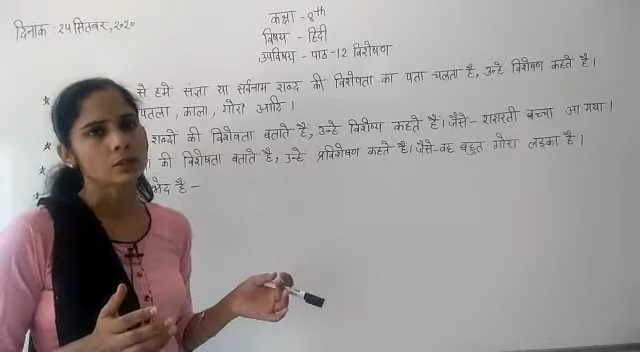 दिनांक : 24 सितंबर, २०२०
कक्षा - 8th
विषय - हिंदी
उपविषय - पाठ-12 विशेषण
* से हमे संज्ञा या सर्वनाम शब्द की विशेषता का पता चलता है, उन्हे विशेषण कहते है।
पतला, काला, गोरा आदि।
* शब्दों की विशेषता बताते हैं, उन्हे विशेष्य कहते हैं। जैसे- शरारती बच्चा आ गया।
* की विशेषता बताते है, उन्हे प्रविशेषण कहते है। जैसे- वह बहुत गोरा लड़का है।
* भेद है -